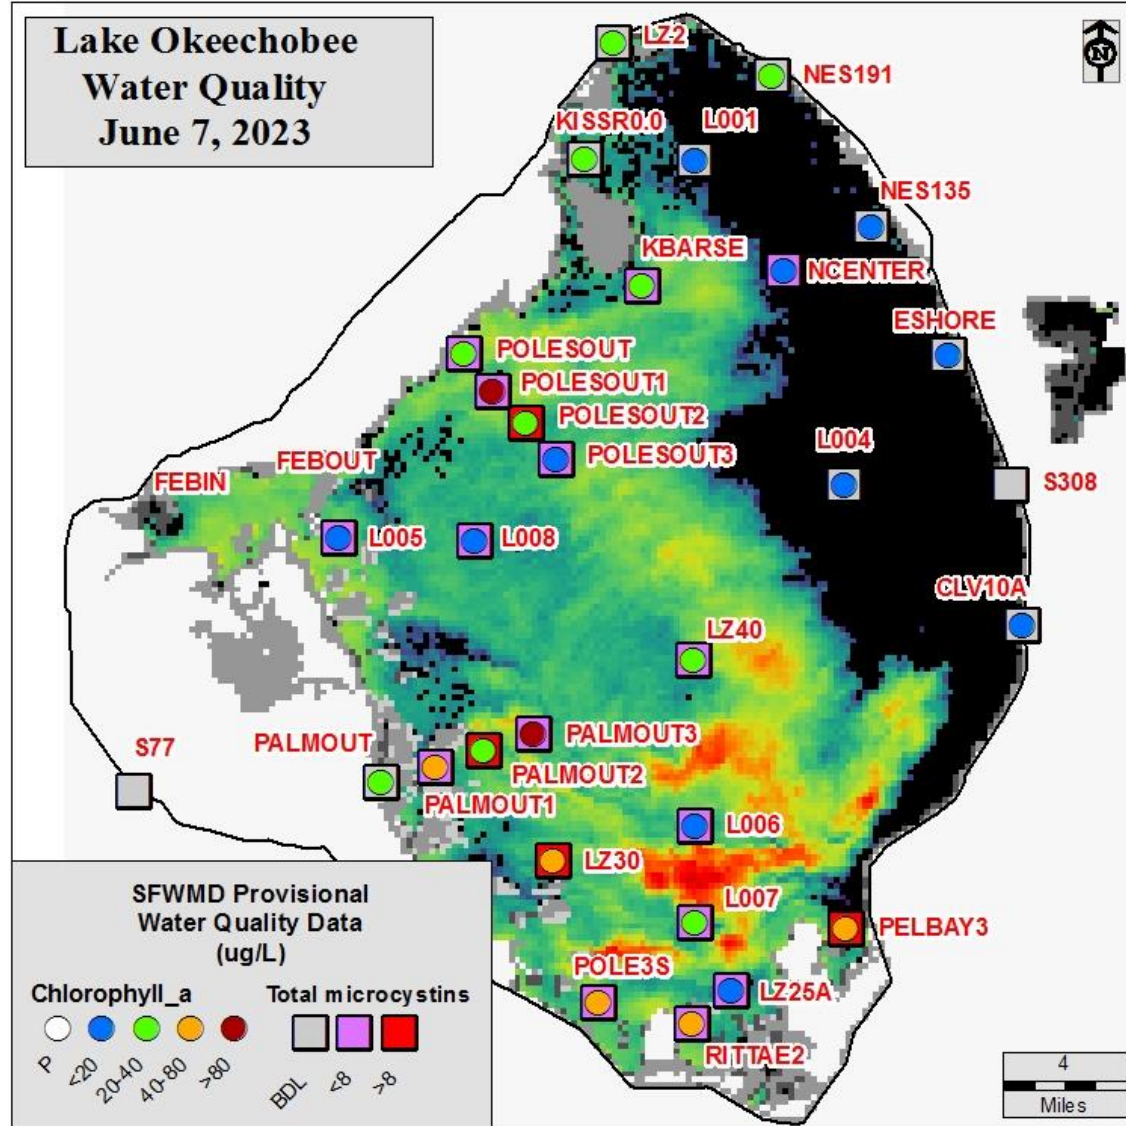 Lake Okeechobee
Water Quality
June 7, 2023
N
LZ2
NES191
KISSR0.0
L001
NES135
KBARSE
NCENTER
ESHORE
POLESOUT
POLESOUT1
POLESOUT2
POLESOUT3
L004
FEBOUT
FEBIN
S308
L005
L008
CLV10A
LZ40
PALMOUT
PALMOUT3
S77
PALMOUT2
PALMOUT1
L006
LZ30
L007
PELBAY3
POLE3S
LZ25A
RITTAE2
SFWMD Provisional
Water Quality Data
(ug/L)
Chlorophyll_a
P
<20
20-40
40-80
>80
Total microcystins
BDL
<8
>8
4
Miles